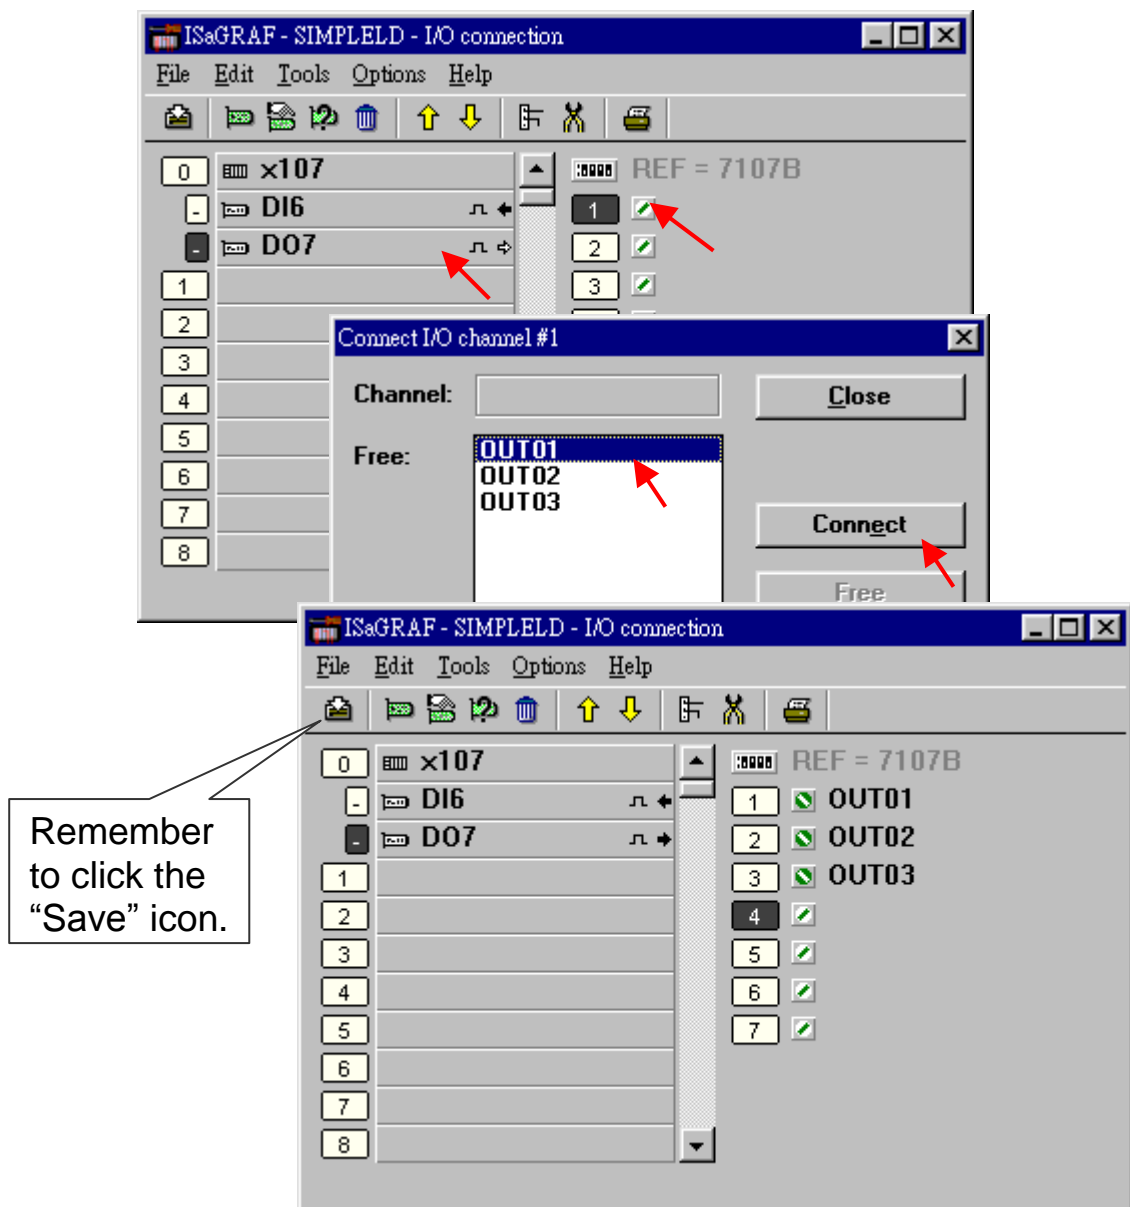 ISaGRAF - SIMPLELD - I/O connection
File Edit Tools Options Help
0 x107
REF = 7107B
- DI6
1
- DO7
2
1
3
2
3
4
5
6
7
8
Connect I/O channel #1
Channel:
Close
Free:
OUT01
OUT02
OUT03
Connect
Free
ISaGRAF - SIMPLELD - I/O connection
File Edit Tools Options Help
0 x107
REF = 7107B
- DI6
1 OUT01
- DO7
2 OUT02
1
3 OUT03
2
4
3
5
4
6
5
7
6
7
8
Remember
to click the
“Save” icon.